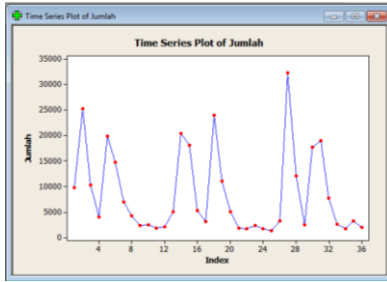 Time Series Plot of Jumlah
Time Series Plot of Jumlah
35000
30000
25000
20000
15000
10000
5000
0
Jumlah
4 8 12 16 20 24 28 32 36
Index